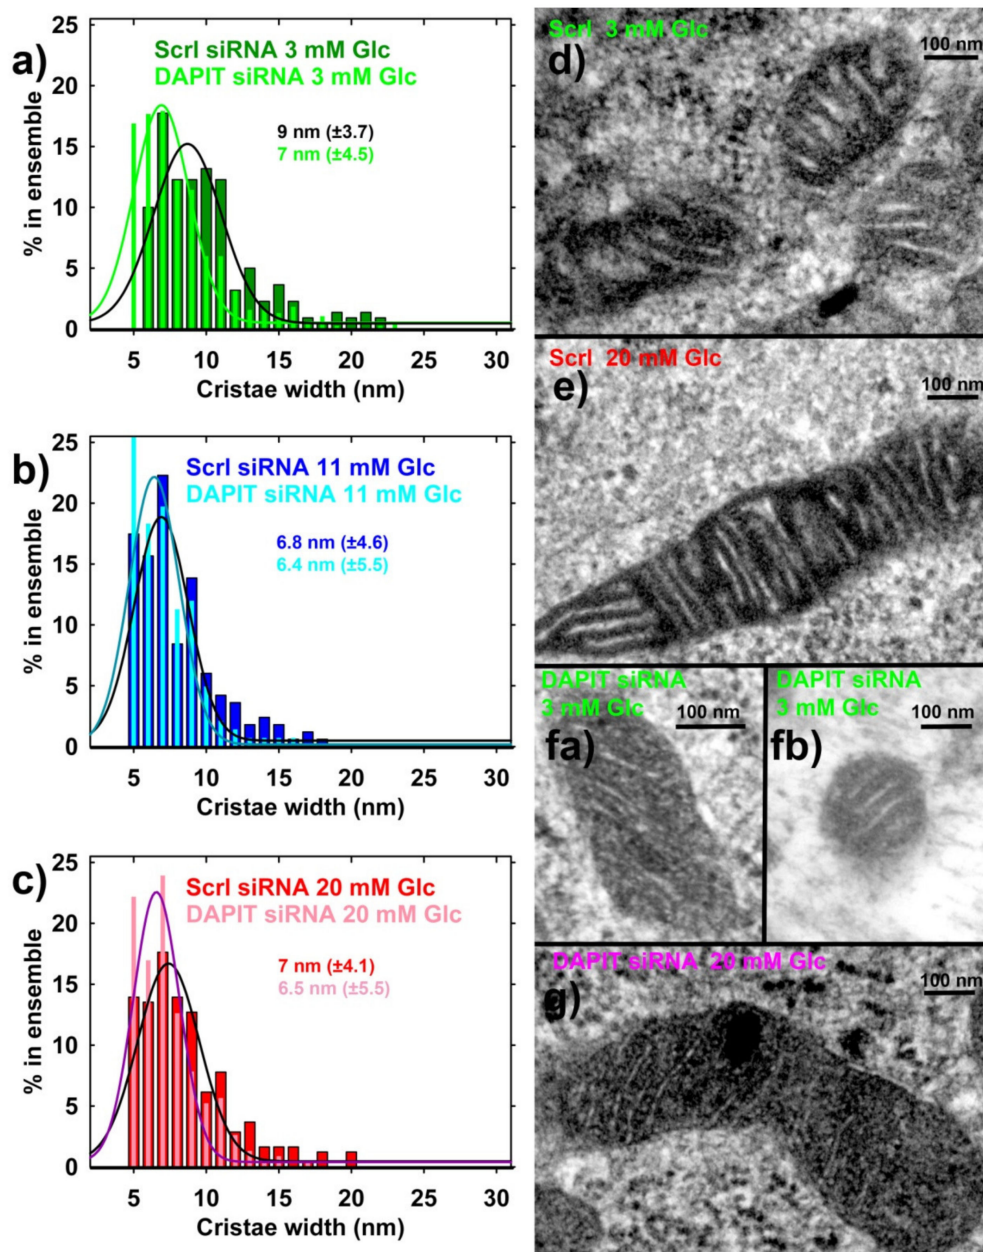 a)
25
20
15
10
5
0
% in ensemble
Scrl siRNA 3 mM Glc
DAPIT siRNA 3 mM Glc
9 nm (±3.7)
7 nm (±4.5)
5 10 15 20 25 30
Cristae width (nm)
b)
25
20
15
10
5
0
% in ensemble
Scrl siRNA 11 mM Glc
DAPIT siRNA 11 mM Glc
6.8 nm (±4.6)
6.4 nm (±5.5)
5 10 15 20 25 30
Cristae width (nm)
c)
25
20
15
10
5
0
% in ensemble
Scrl siRNA 20 mM Glc
DAPIT siRNA 20 mM Glc
7 nm (±4.1)
6.5 nm (±5.5)
5 10 15 20 25 30
Cristae width (nm)
Scrl 3 mM Glc
d)
100 nm
Scrl 20 mM Glc
e)
100 nm
DAPIT siRNA
3 mM Glc
100 nm
fa)
DAPIT siRNA
3 mM Glc
100 nm
fb)
DAPIT siRNA 20 mM Glc
g)
100 nm